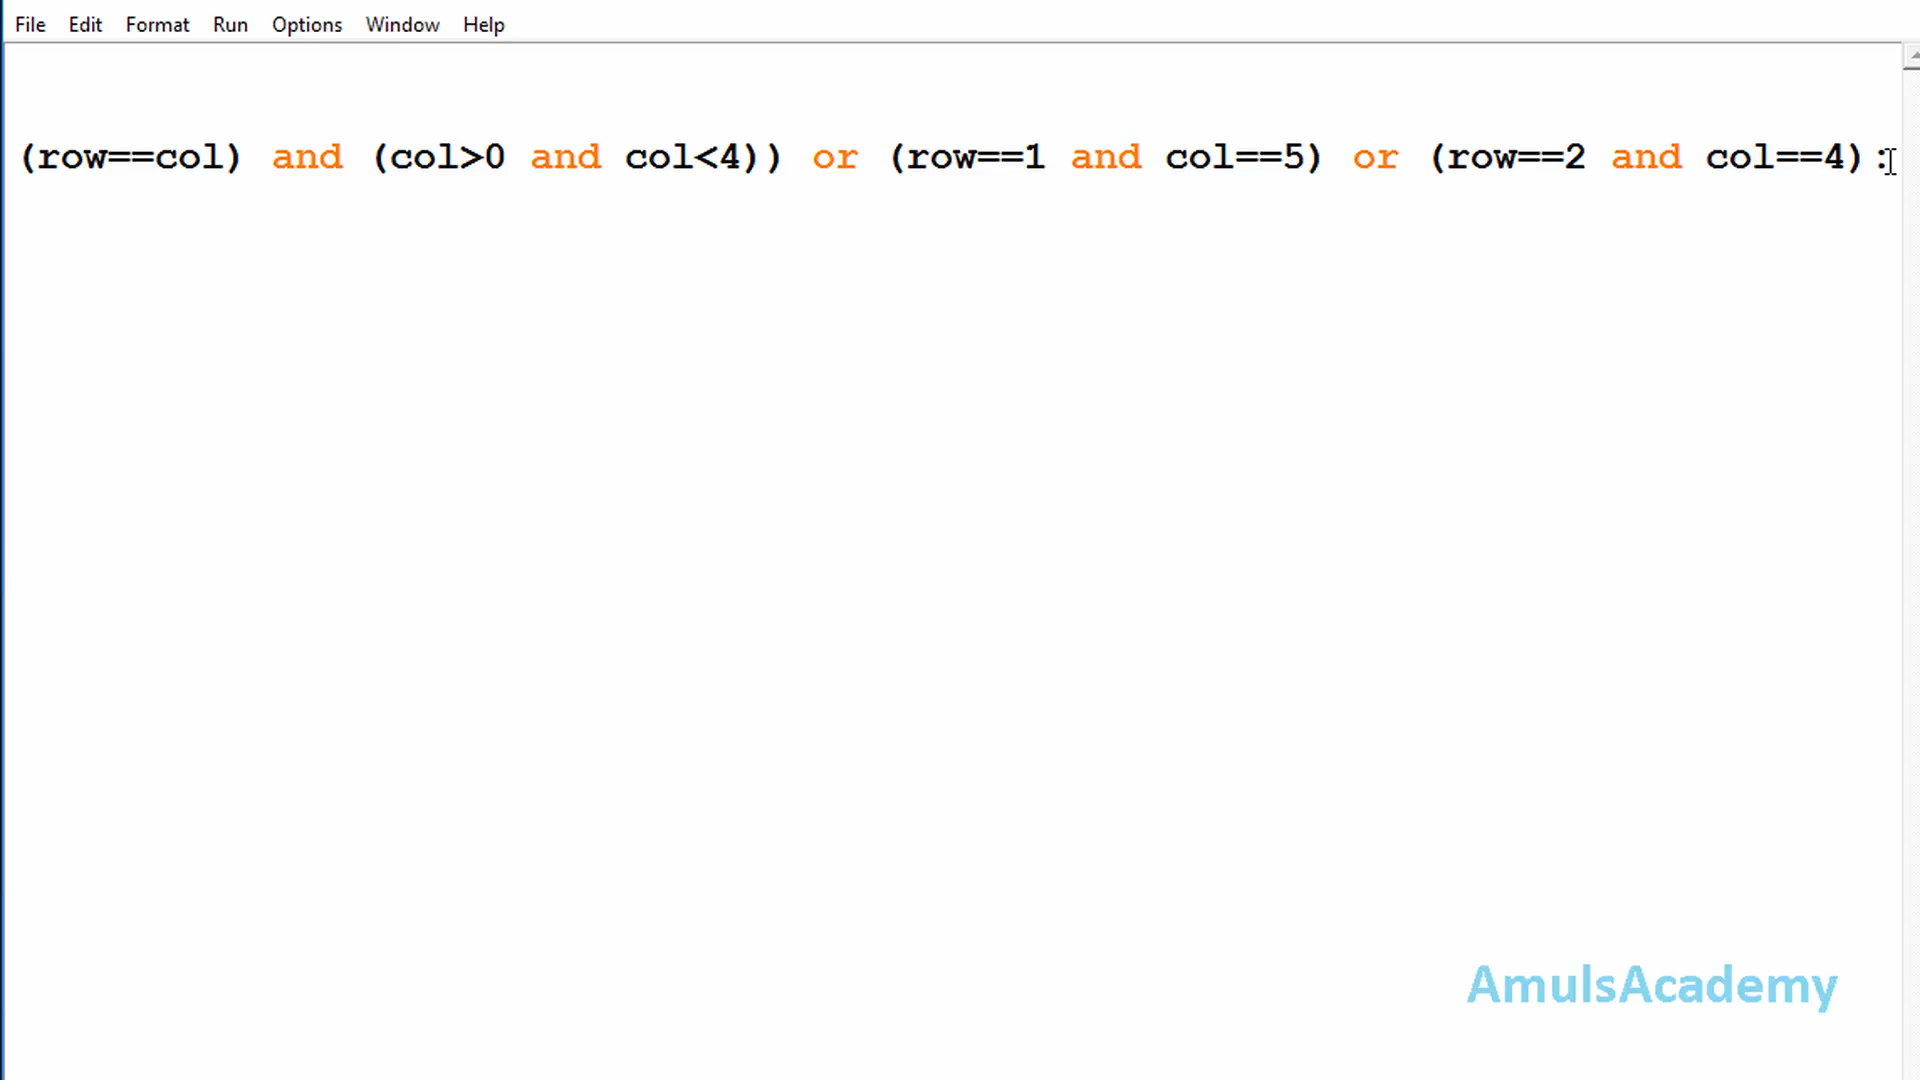 File Edit Format Run Options Window Help
(row==col) and (col>0 and col<4)) or (row==1 and col==5) or (row==2 and col==4):
AmulsAcademy